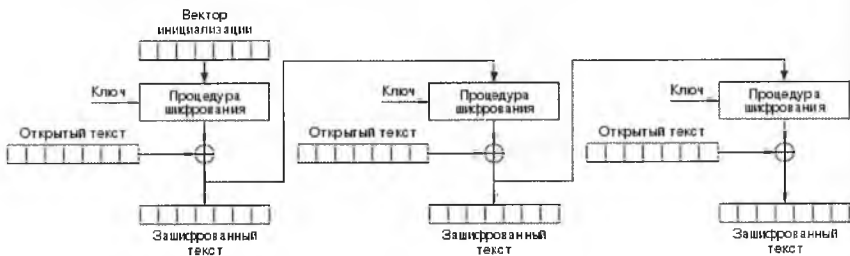 Вектор
инициализации
Ключ
Процедура
шифрования
Открытый текст
Зашифрованный
текст
Ключ
Процедура
шифрования
Открытый текст
Зашифрованный
текст
Ключ
Процедура
шифрования
Открытый текст
Зашифрованный
текст